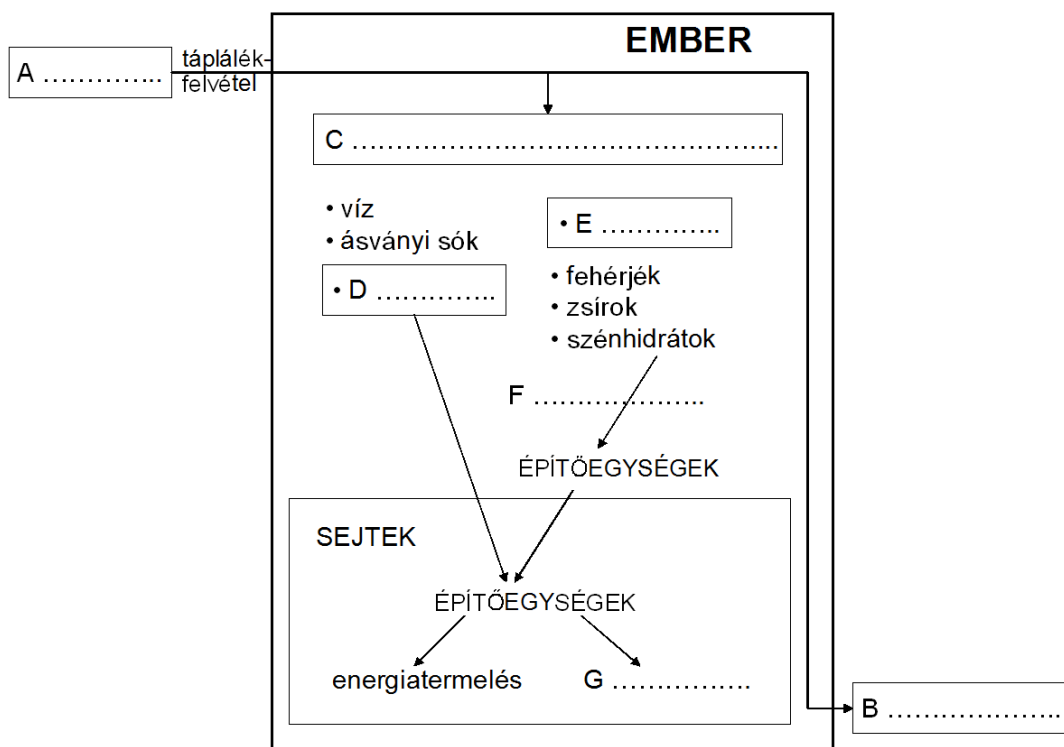 EMBER
A …………..
táplálék-
felvétel
C …………………………………………....
• víz
• ásványi sók
• D …………..
• E …………..
• fehérjék
• zsírok
• szénhidrátok
F ………………..
ÉPÍTŐEGYSÉGEK
SEJTEK
ÉPÍTŐEGYSÉGEK
energiatermelés
G …………….
B ………………..